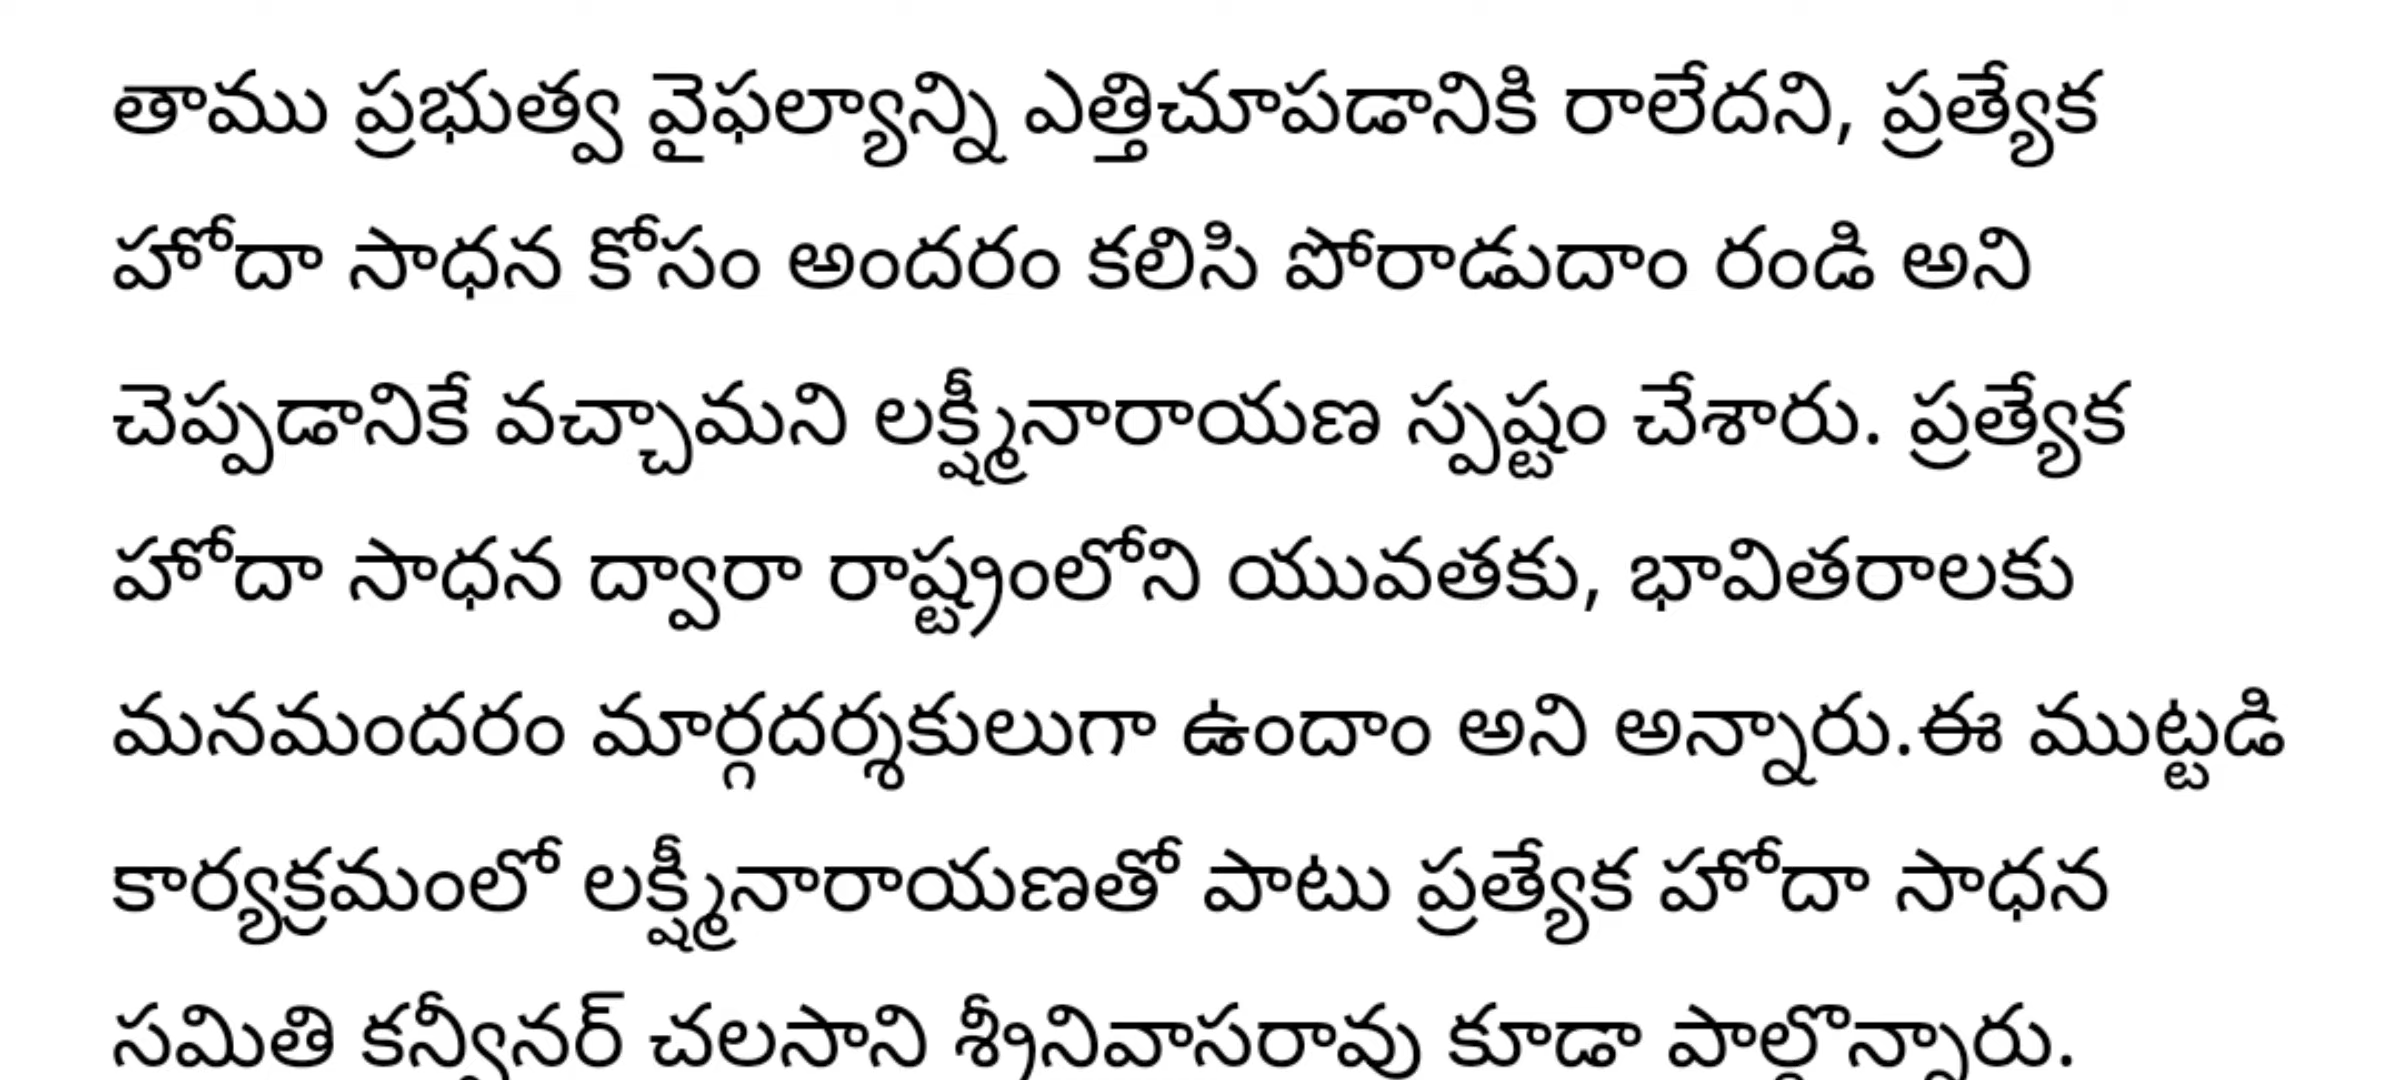 తాము ప్రభుత్వ వైఫల్యాన్ని ఎత్తిచూపడానికి రాలేదని, ప్రత్యేక
హోదా సాధన కోసం అందరం కలిసి పోరాడుదాం రండి అని
చెప్పడానికే వచ్చామని లక్ష్మీనారాయణ స్పష్టం చేశారు. ప్రత్యేక
హోదా సాధన ద్వారా రాష్ట్రంలోని యువతకు, భావితరాలకు
మనమందరం మార్గదర్శకులుగా ఉందాం అని అన్నారు.ఈ ముట్టడి
కార్యక్రమంలో లక్ష్మీనారాయణతో పాటు ప్రత్యేక హోదా సాధన
సమితి కన్వీనర్ చలసాని శ్రీనివాసరావు కూడా పాల్గొన్నారు.